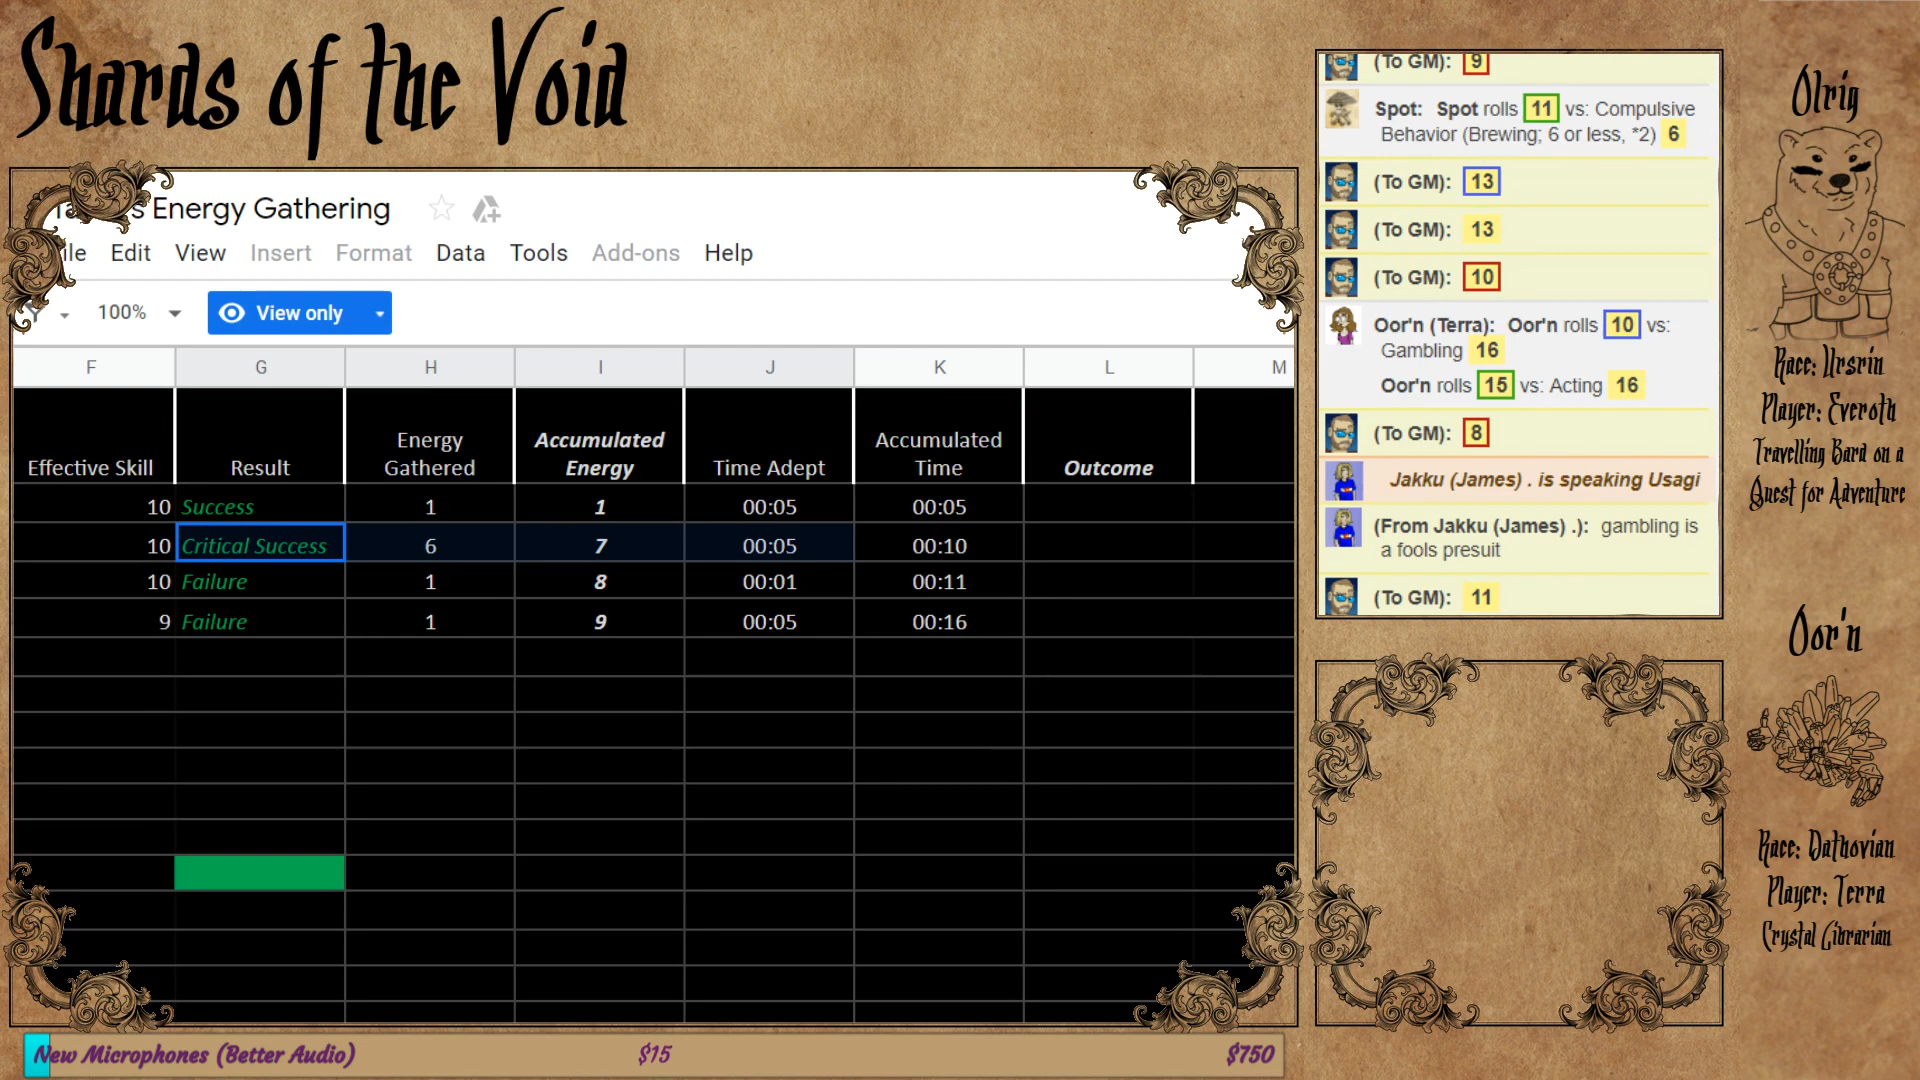 Shards of the Void
Energy Gathering
Edit View Insert Format Data Tools Add-ons Help
100% View only
F G H I J K L M
Effective Skill Result Energy Gathered Accumulated Energy Time Adept Accumulated Time Outcome
10 Success 1 1 00:05 00:05
10 Critical Success 6 7 00:05 00:10
10 Failure 1 8 00:01 00:11
9 Failure 1 9 00:05 00:16
New Microphones (Better Audio) $15 $750
(To GM): 9
Spot: Spot rolls 11 vs: Compulsive
Behavior (Brewing; 6 or less, *2) 6
(To GM): 13
(To GM): 13
(To GM): 10
Oor'n (Terra): Oor'n rolls 10 vs:
Gambling 16
Oor'n rolls 15 vs: Acting 16
(To GM): 8
Jakku (James) . is speaking Usagi
(From Jakku (James) .): gambling is
a fools presuit
(To GM): 11
Olrig
Race: Ursrin
Player: Everoth
Travelling Bard on a
Quest for Adventure
Oor'n
Race: Dathovian
Player: Terra
Crystal Librarian